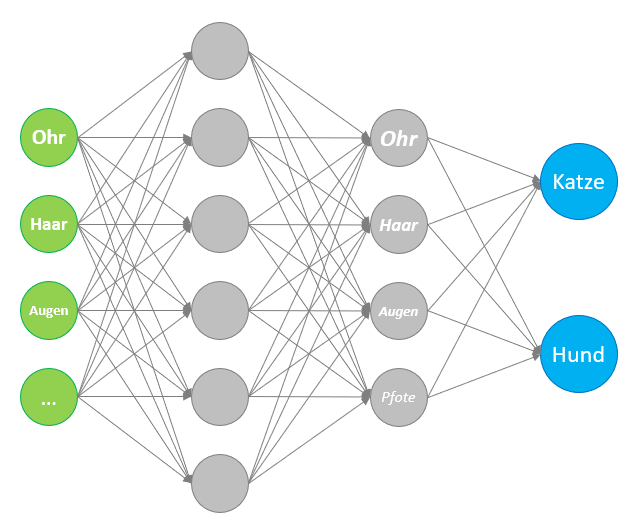 Ohr
Haar
Augen
...
Ohr
Haar
Augen
Pfote
Katze
Hund